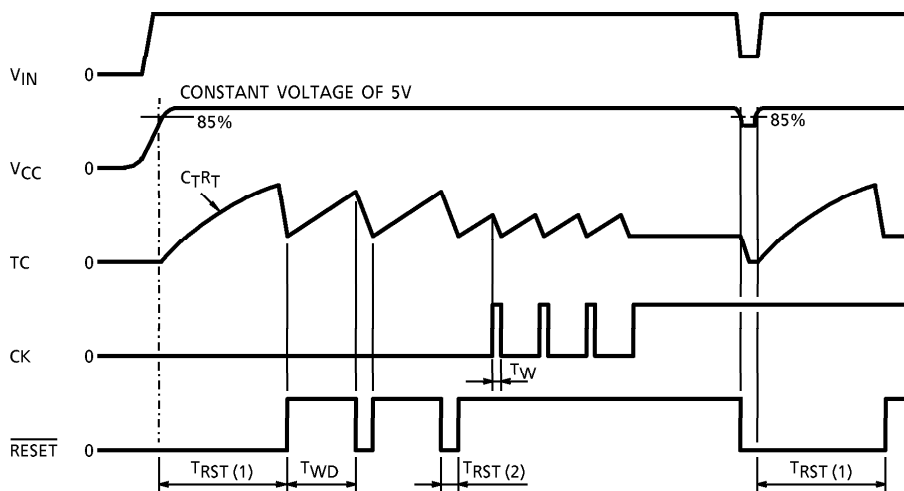 VIN 0
CONSTANT VOLTAGE OF 5V
85% 85%
VCC 0
CTRT
TC 0
CK 0
TW
RESET 0
TRST (1) TWD TRST (2) TRST (1)